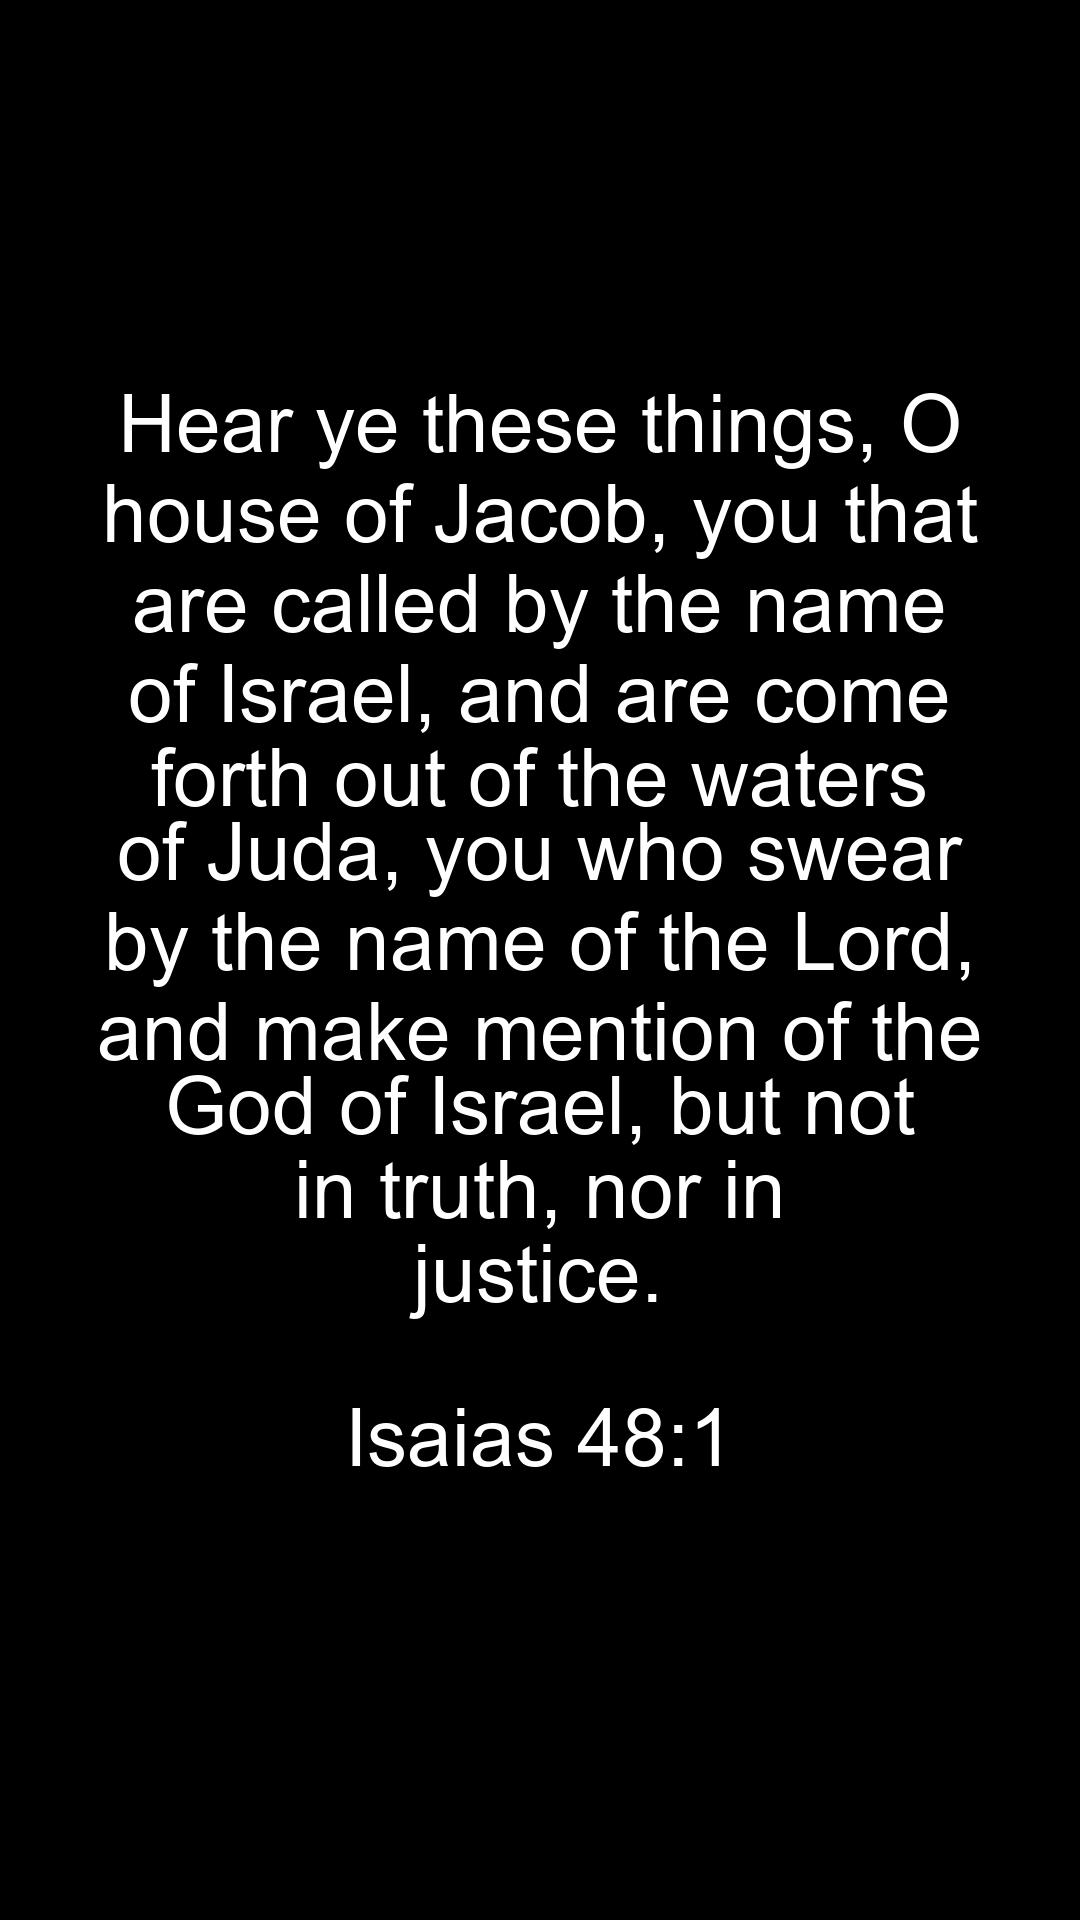 Hear ye these things, O
house of Jacob, you that
are called by the name
of Israel, and are come
forth out of the waters
of Juda, you who swear
by the name of the Lord,
and make mention of the
God of Israel, but not
in truth, nor in
justice.
Isaias 48:1